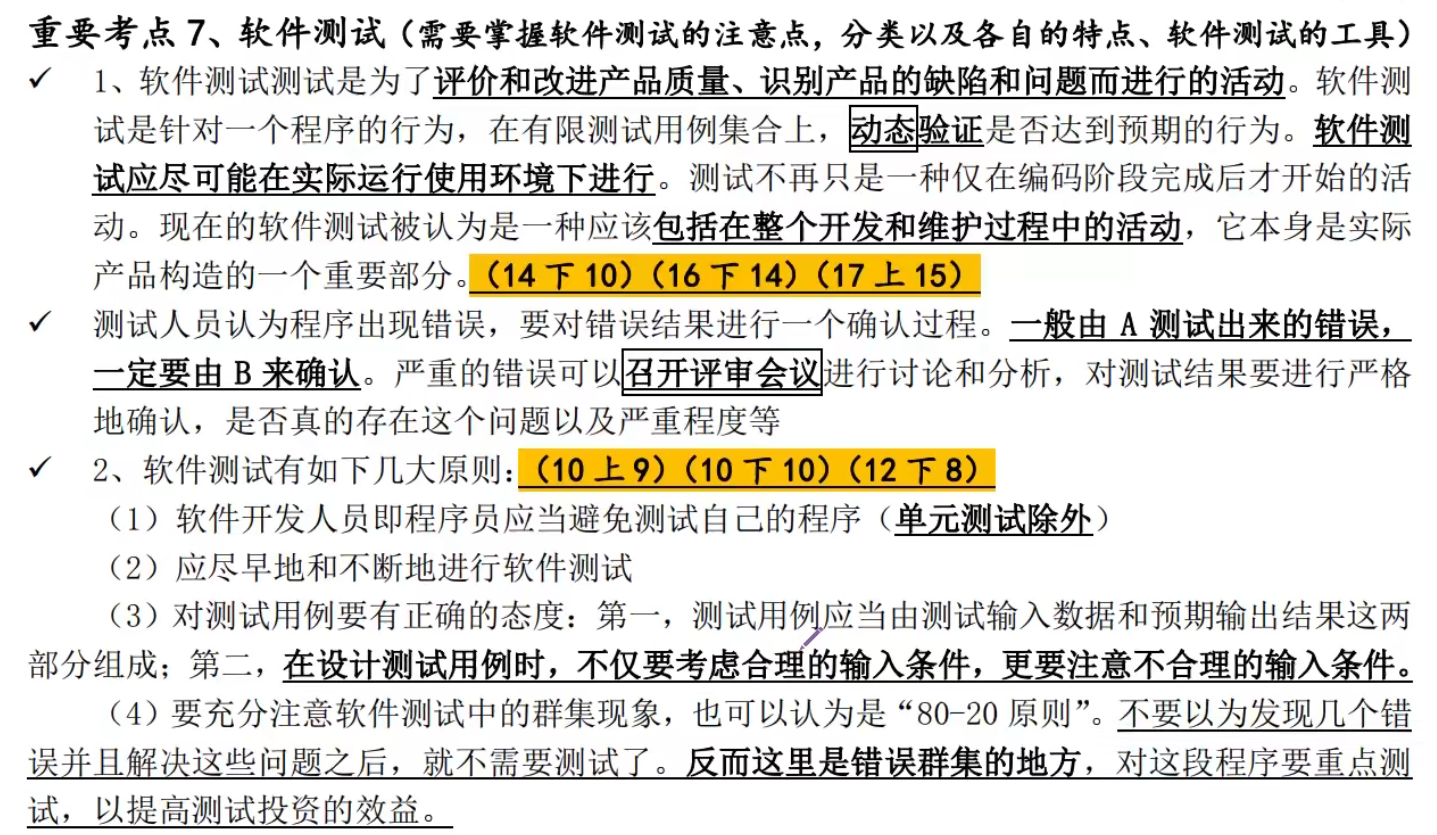 重要考点 7、软件测试（需要掌握软件测试的注意点，分类以及各自的特点、软件测试的工具）
✓ 1、软件测试测试是为了评价和改进产品质量、识别产品的缺陷和问题而进行的活动。软件测
试是针对一个程序的行为，在有限测试用例集合上，动态验证是否达到预期的行为。软件测
试应尽可能在实际运行使用环境下进行。测试不再只是一种仅在编码阶段完成后才开始的活
动。现在的软件测试被认为是一种应该包括在整个开发和维护过程中的活动，它本身是实际
产品构造的一个重要部分。（14 下 10）（16 下 14）（17 上 15）
✓ 测试人员认为程序出现错误，要对错误结果进行一个确认过程。一般由 A 测试出来的错误，
一定要由 B 来确认。严重的错误可以召开评审会议进行讨论和分析，对测试结果要进行严格
地确认，是否真的存在这个问题以及严重程度等
✓ 2、软件测试有如下几大原则：（10 上 9）（10 下 10）（12 下 8）
（1）软件开发人员即程序员应当避免测试自己的程序（单元测试除外）
（2）应尽早地和不断地进行软件测试
（3）对测试用例要有正确的态度：第一，测试用例应当由测试输入数据和预期输出结果这两
部分组成；第二，在设计测试用例时，不仅要考虑合理的输入条件，更要注意不合理的输入条件。
（4）要充分注意软件测试中的群集现象，也可以认为是“80-20 原则”。不要以为发现几个错
误并且解决这些问题之后，就不需要测试了。反而这里是错误群集的地方，对这段程序要重点测
试，以提高测试投资的效益。